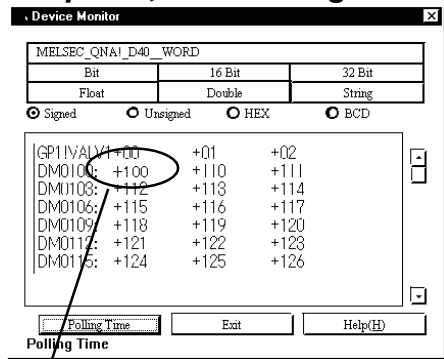 Device Monitor
MELSEC_QNA!_D40__WORD
Bit 16 Bit 32 Bit
Float Double String
Signed Unsigned HEX BCD
GP1!VALV1+00 +01 +02
DM0100: +100 +110 +111
DM0103: +112 +113 +114
DM0106: +115 +116 +117
DM0109: +118 +119 +120
DM0112: +121 +122 +123
DM0115: +124 +125 +126
Polling Time Exit Help(H)
Polling Time